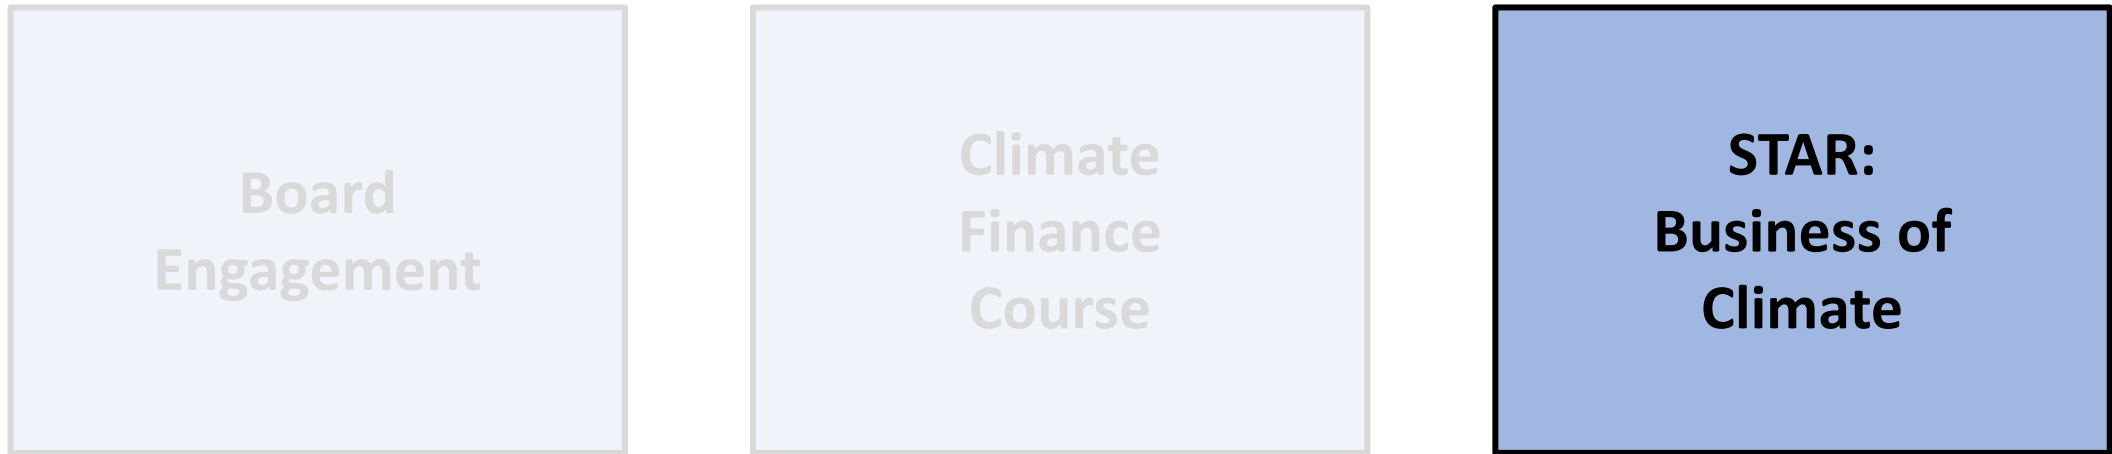 Board
Engagement
Climate
Finance
Course
STAR:
Business of
Climate